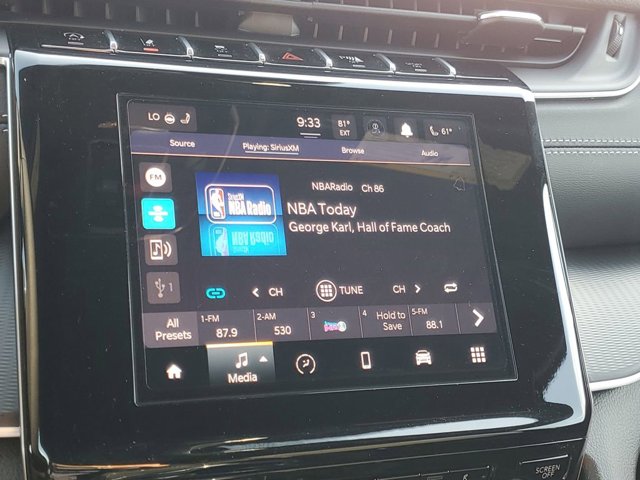 LO 9:33 81° EXT 61°
Source Playing: SiriusXM Browse Audio
FM
NBARadio Ch 86
NBA Radio
NBA Today
George Karl, Hall of Fame Coach
1
CH TUNE CH
All Presets
1-FM 87.9
2-AM 530
3
4 Hold to Save
5-FM 88.1
Media
SCREEN OFF